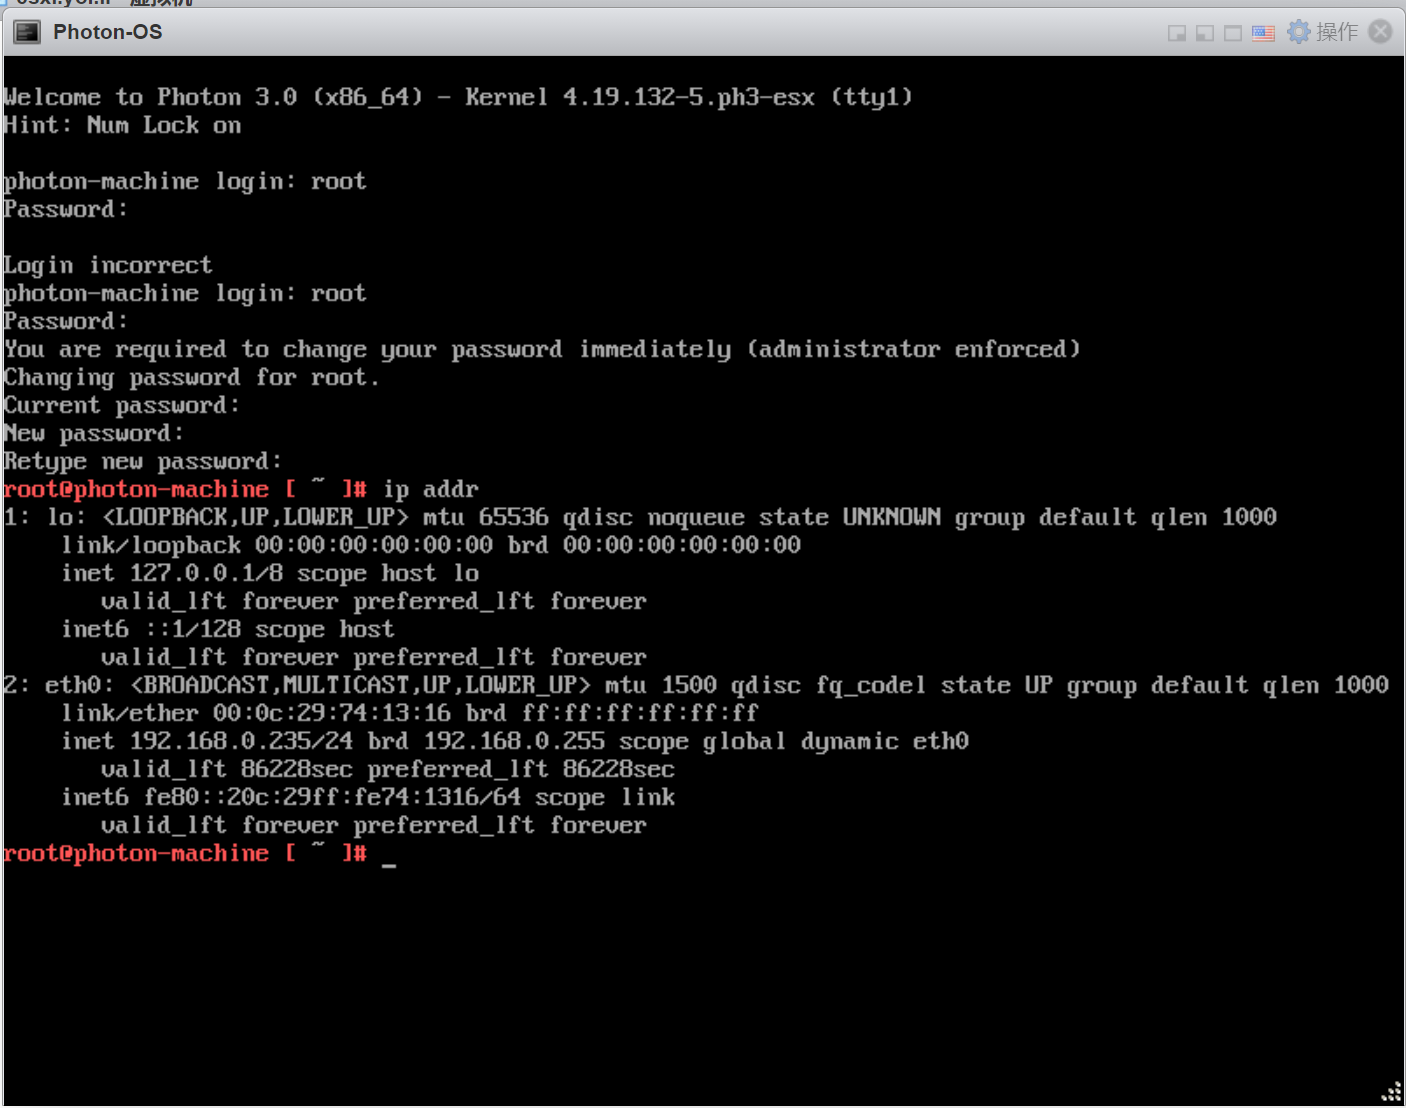 虚拟机
Photon-OS
操作
Welcome to Photon 3.0 (x86_64) - Kernel 4.19.132-5.ph3-esx (tty1)
Hint: Num Lock on
photon-machine login: root
Password:
Login incorrect
photon-machine login: root
Password:
You are required to change your password immediately (administrator enforced)
Changing password for root.
Current password:
New password:
Retype new password:
root@photon-machine [ ~ ]# ip addr
1: lo: <LOOPBACK,UP,LOWER_UP> mtu 65536 qdisc noqueue state UNKNOWN group default qlen 1000
link/loopback 00:00:00:00:00:00 brd 00:00:00:00:00:00
inet 127.0.0.1/8 scope host lo
valid_lft forever preferred_lft forever
inet6 ::1/128 scope host
valid_lft forever preferred_lft forever
2: eth0: <BROADCAST,MULTICAST,UP,LOWER_UP> mtu 1500 qdisc fq_codel state UP group default qlen 1000
link/ether 00:0c:29:74:13:16 brd ff:ff:ff:ff:ff:ff
inet 192.168.0.235/24 brd 192.168.0.255 scope global dynamic eth0
valid_lft 86228sec preferred_lft 86228sec
inet6 fe80::20c:29ff:fe74:1316/64 scope link
valid_lft forever preferred_lft forever
root@photon-machine [ ~ ]# _